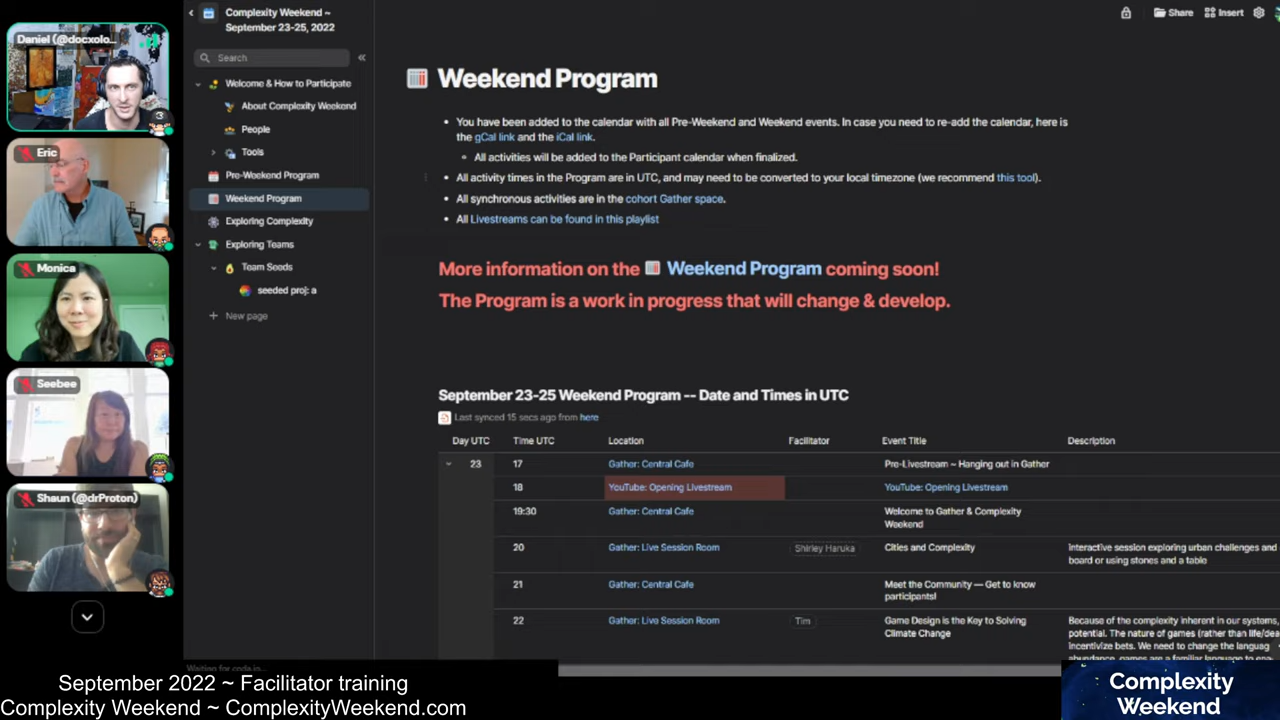 Daniel (@docxolo...
Eric
Monica
Seebee
Shaun (@drProton)
Complexity Weekend ~
September 23-25, 2022
Search
Welcome & How to Participate
About Complexity Weekend
People
Tools
Pre-Weekend Program
Weekend Program
Exploring Complexity
Exploring Teams
Team Seeds
seeded proj: a
New page
Share
Insert
Weekend Program
You have been added to the calendar with all Pre-Weekend and Weekend events. In case you need to re-add the calendar, here is
the gCal link and the iCal link.
All activities will be added to the Participant calendar when finalized.
All activity times in the Program are in UTC, and may need to be converted to your local timezone (we recommend this tool).
All synchronous activities are in the cohort Gather space.
All Livestreams can be found in this playlist
More information on the Weekend Program coming soon!
The Program is a work in progress that will change & develop.
September 23-25 Weekend Program -- Date and Times in UTC
Last synced 15 secs ago from here
Day UTC Time UTC Location Facilitator Event Title Description
23 17 Gather: Central Cafe Pre-Livestream ~ Hanging out in Gather
18 YouTube: Opening Livestream YouTube: Opening Livestream
19:30 Gather: Central Cafe Welcome to Gather & Complexity
Weekend
20 Gather: Live Session Room Shirley Haruka Cities and Complexity Interactive session exploring urban challenges and
board or using stones and a table
21 Gather: Central Cafe Meet the Community — Get to know
participants!
22 Gather: Live Session Room Tim Game Design is the Key to Solving Because of the complexity inherent in our systems,
Climate Change potential. The nature of games (rather than life/dea
incentivize bets. We need to change the languag
September 2022 ~ Facilitator training
Complexity Weekend ~ ComplexityWeekend.com
Complexity
Weekend